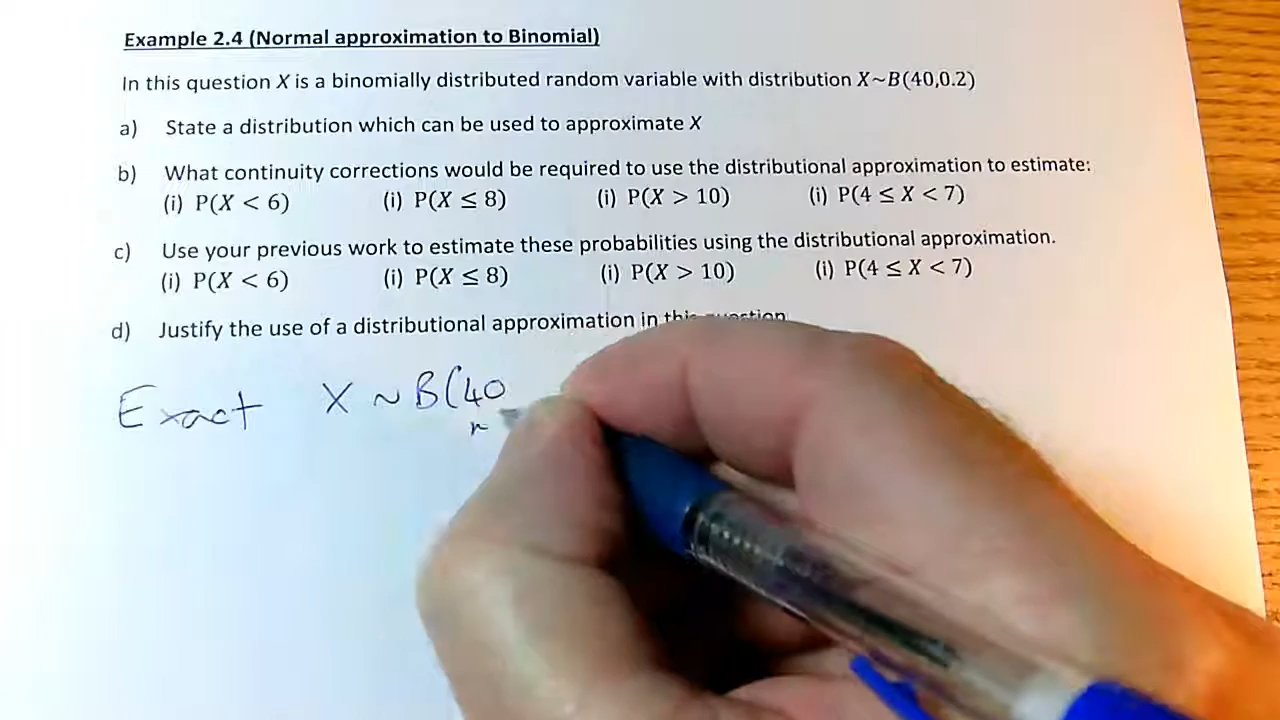 Example 2.4 (Normal approximation to Binomial)
In this question X is a binomially distributed random variable with distribution X~B(40,0.2)
a) State a distribution which can be used to approximate X
b) What continuity corrections would be required to use the distributional approximation to estimate:
(i) P(X < 6) (i) P(X ≤ 8) (i) P(X > 10) (i) P(4 ≤ X < 7)
c) Use your previous work to estimate these probabilities using the distributional approximation.
(i) P(X < 6) (i) P(X ≤ 8) (i) P(X > 10) (i) P(4 ≤ X < 7)
d) Justify the use of a distributional approximation in this question
Exact X ~ B(40
n